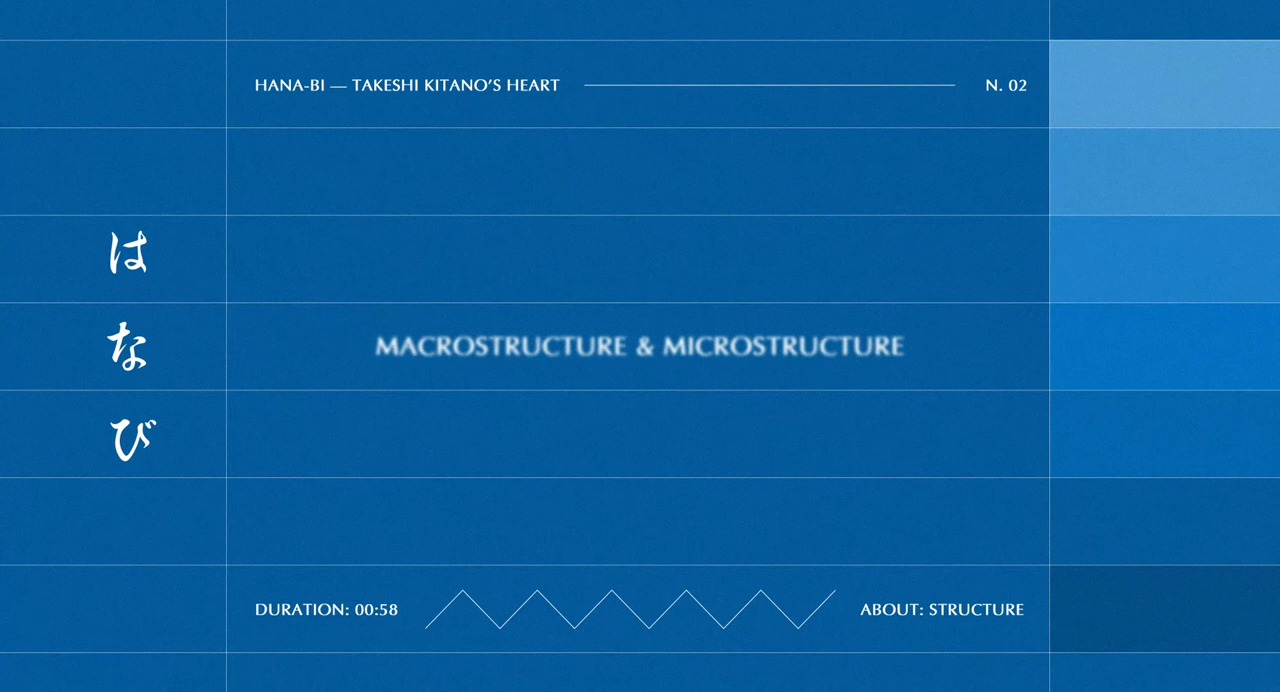 HANA-BI — TAKESHI KITANO’S HEART
N. 02
はなび
MACROSTRUCTURE & MICROSTRUCTURE
DURATION: 00:58
ABOUT: STRUCTURE